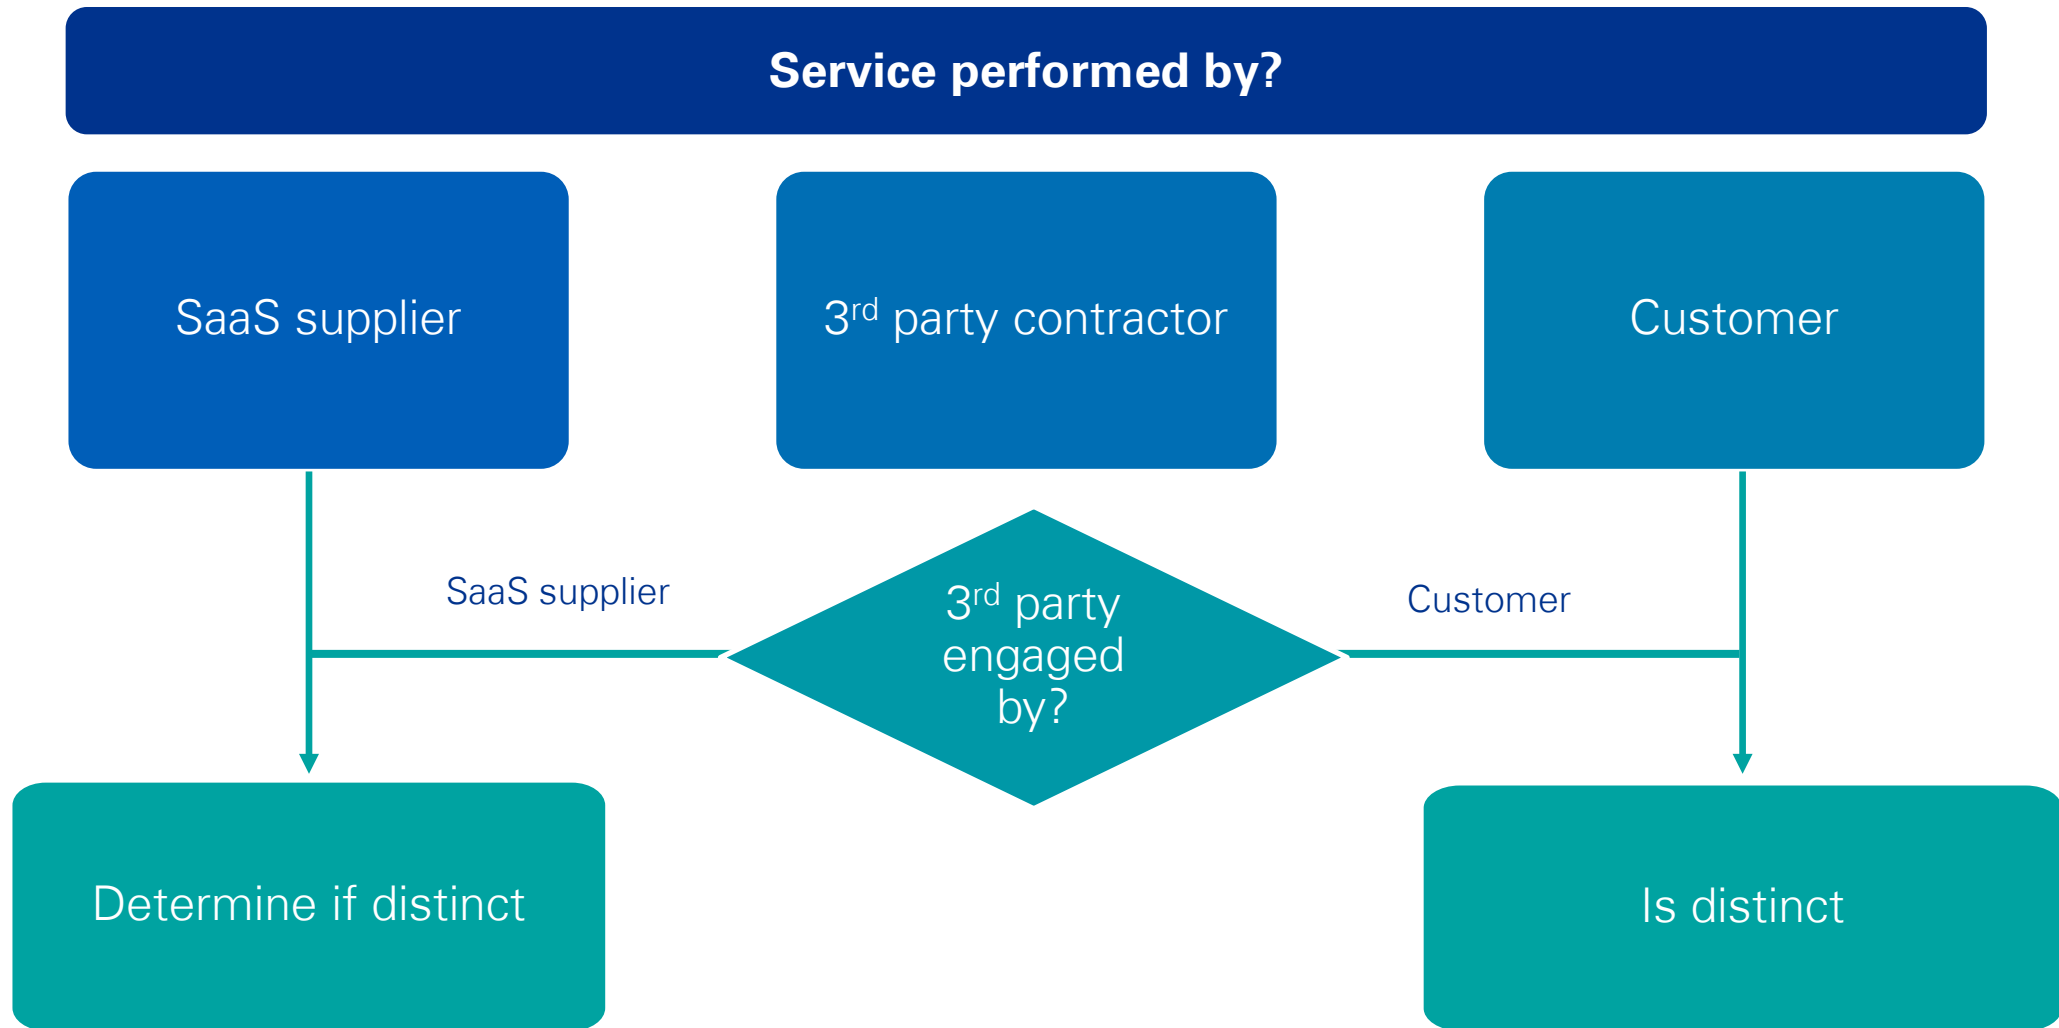 Service performed by?
SaaS supplier
3rd party contractor
Customer
SaaS supplier
3rd party
engaged
by?
Customer
Determine if distinct
Is distinct